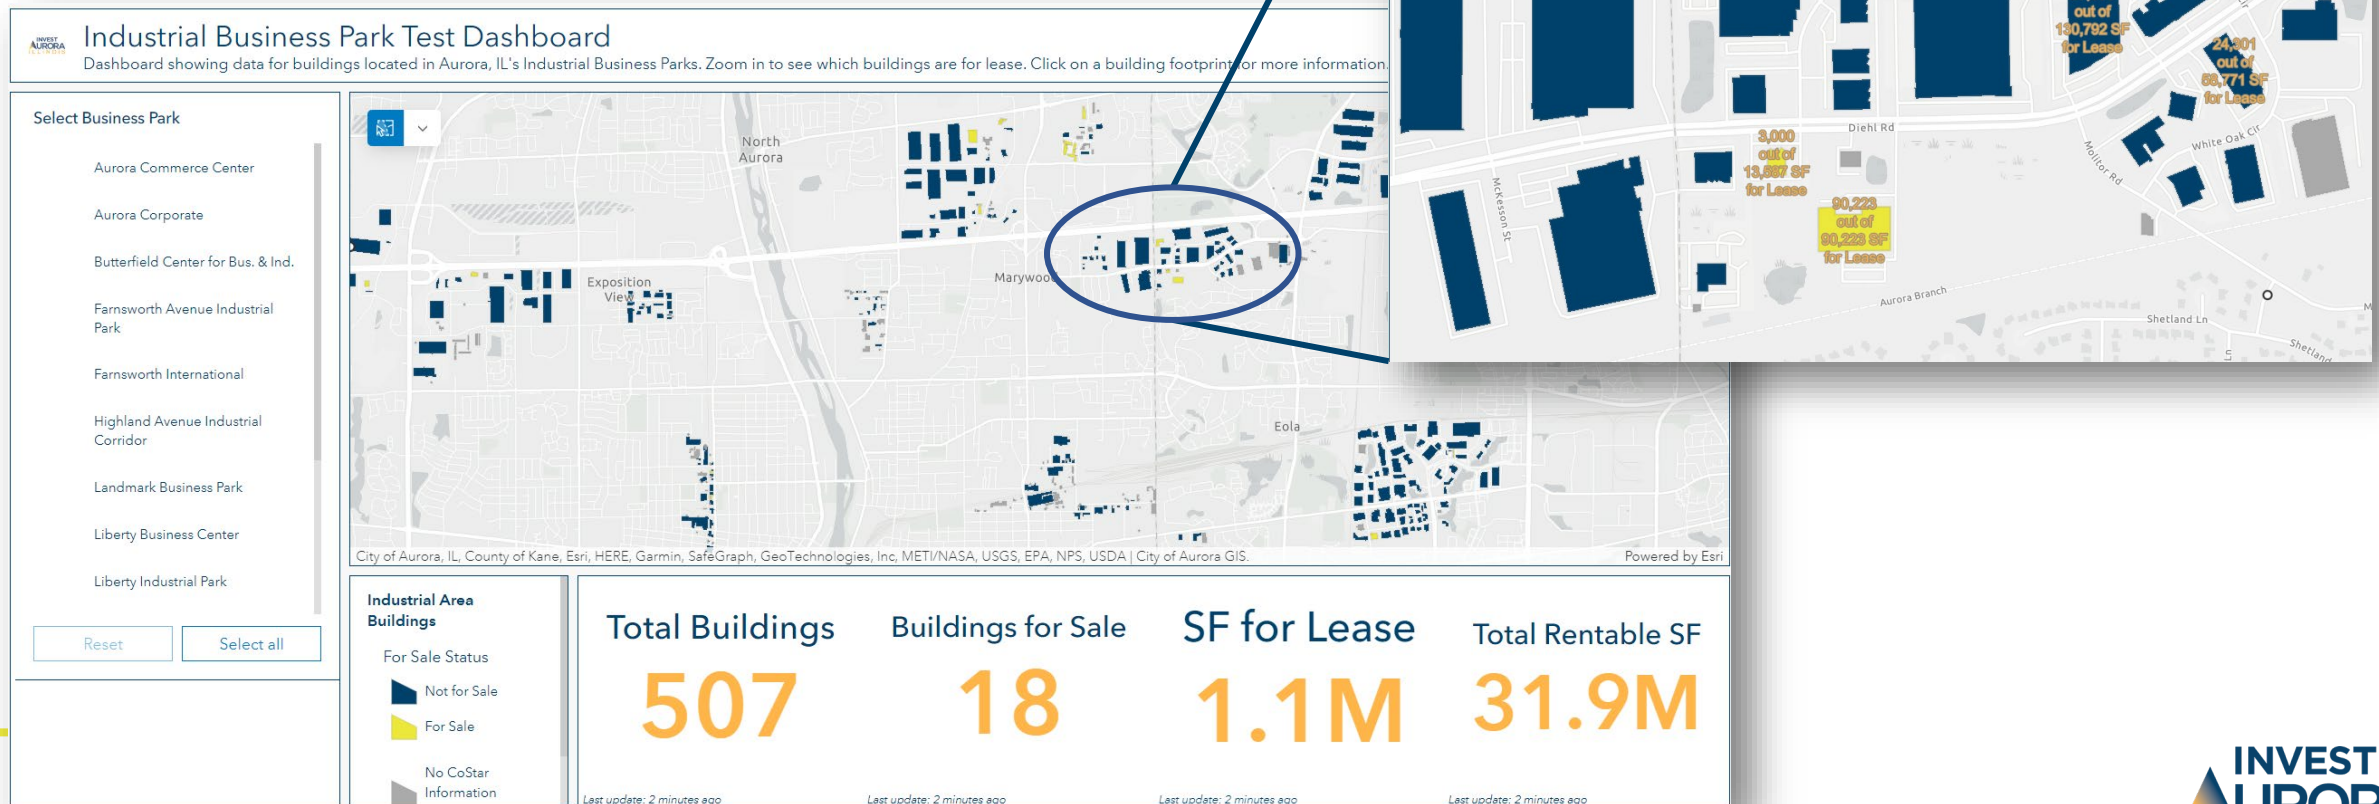 INVEST
AURORA
ILLINOIS
Industrial Business Park Test Dashboard
Dashboard showing data for buildings located in Aurora, IL's Industrial Business Parks. Zoom in to see which buildings are for lease. Click on a building footprint for more information.
Select Business Park
Aurora Commerce Center
Aurora Corporate
Butterfield Center for Bus. & Ind.
Farnsworth Avenue Industrial
Park
Farnsworth International
Highland Avenue Industrial
Corridor
Landmark Business Park
Liberty Business Center
Liberty Industrial Park
Reset
Select all
North
Aurora
Exposition
View
Marywood
Eola
City of Aurora, IL, County of Kane, Esri, HERE, Garmin, SafeGraph, GeoTechnologies, Inc, METI/NASA, USGS, EPA, NPS, USDA | City of Aurora GIS.
Powered by Esri
out of
130,792 SF
for Lease
24,301
out of
58,771 SF
for Lease
Diehl Rd
3,000
out of
13,687 SF
for Lease
90,223
out of
90,223 SF
for Lease
McKesson St
Molitor Rd
White Oak Cir
Aurora Branch
Shetland Ln
Shetland
Ln
M
Industrial Area
Buildings
For Sale Status
Not for Sale
For Sale
No CoStar
Information
Total Buildings
507
Last update: 2 minutes ago
Buildings for Sale
18
Last update: 2 minutes ago
SF for Lease
1.1M
Last update: 2 minutes ago
Total Rentable SF
31.9M
Last update: 2 minutes ago
INVEST
AUROR